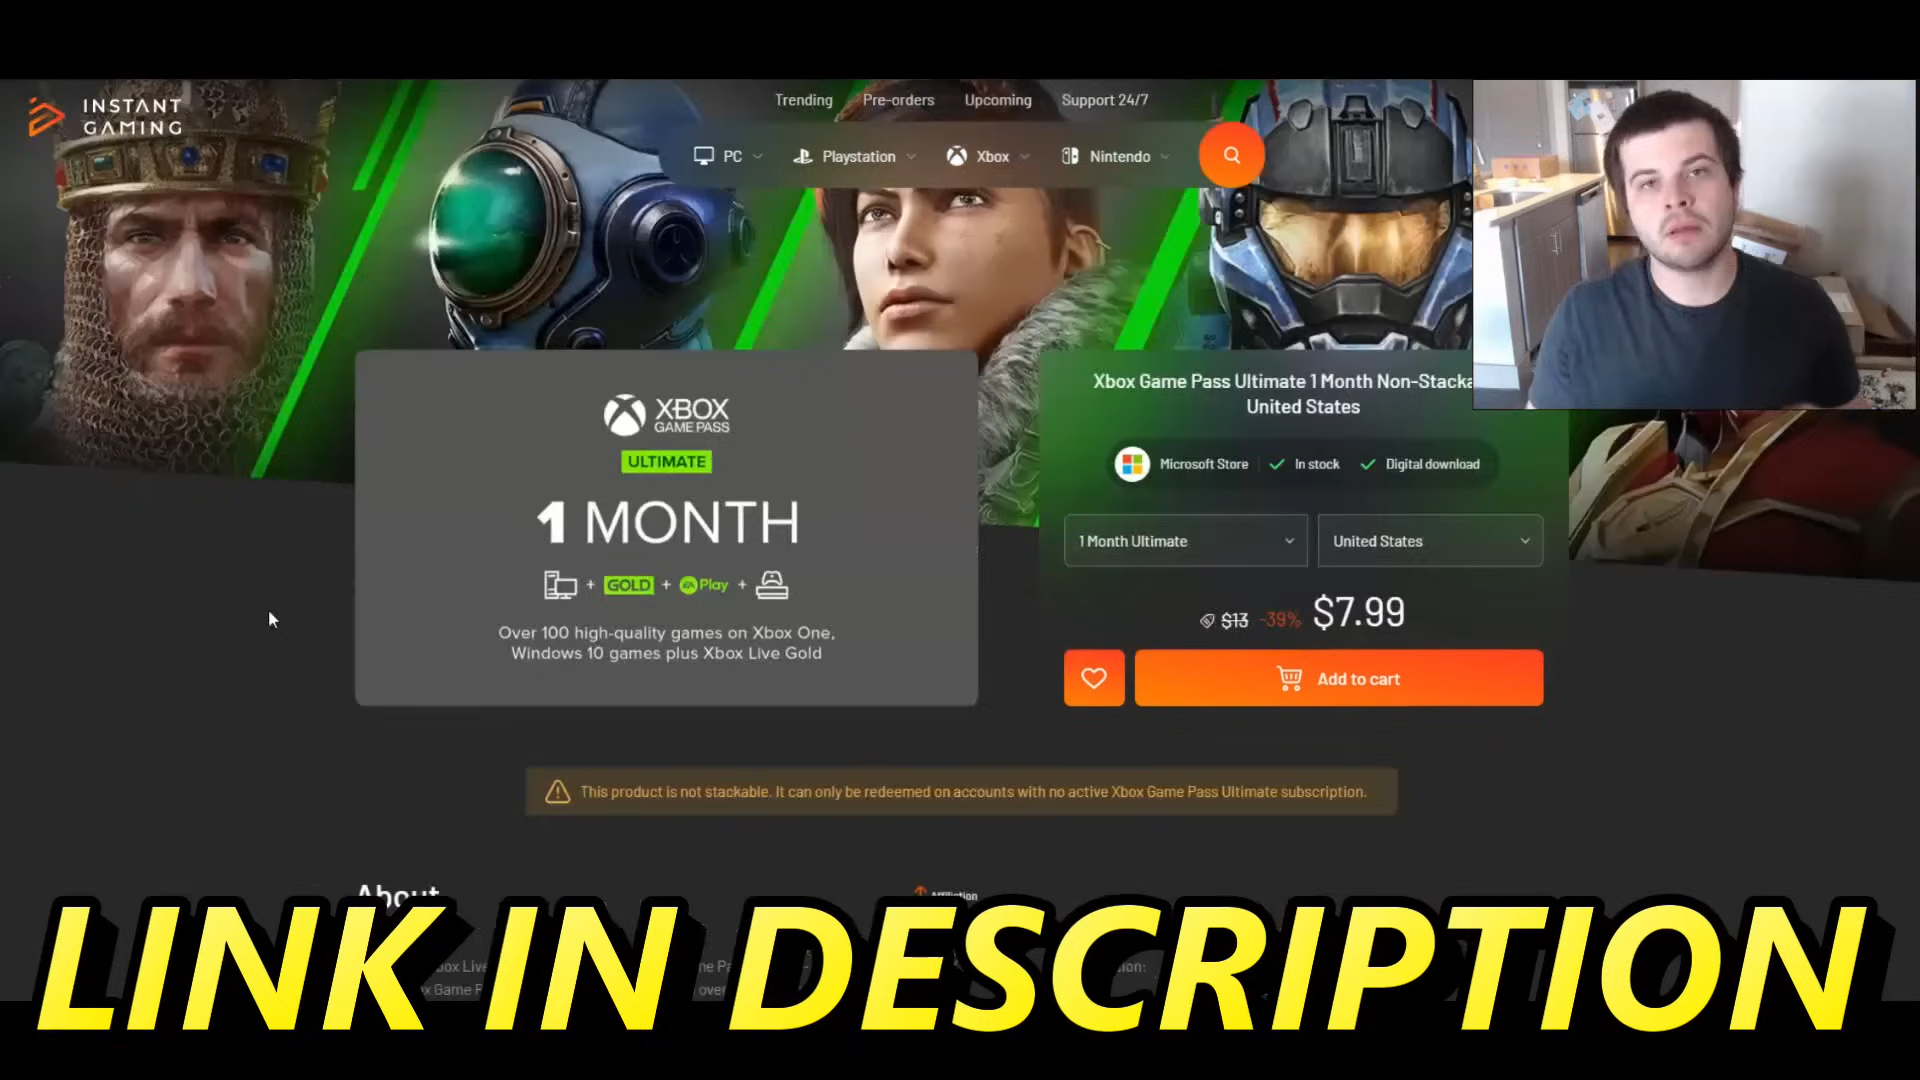 INSTANT
GAMING
Trending
Pre-orders
Upcoming
Support 24/7
PC
Playstation
Xbox
Nintendo
XBOX
GAME PASS
ULTIMATE
1 MONTH
+ GOLD + EA Play +
Over 100 high-quality games on Xbox One,
Windows 10 games plus Xbox Live Gold
Xbox Game Pass Ultimate 1 Month Non-Stacka
United States
Microsoft Store
In stock
Digital download
1 Month Ultimate
United States
$13 -39% $7.99
Add to cart
This product is not stackable. It can only be redeemed on accounts with no active Xbox Game Pass Ultimate subscription.
About
LINK IN DESCRIPTION